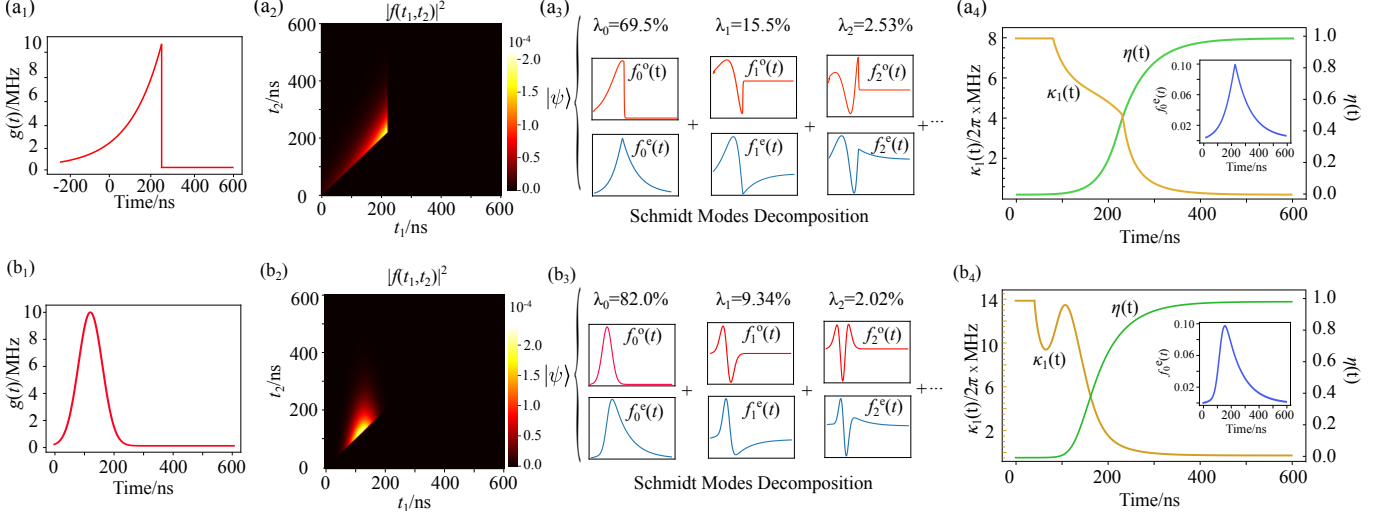 (a₁)
g(t)/MHz
10
8
6
4
2
0
-200
0
200
400
600
Time/ns
(a₂)
|f(t₁,t₂)|²
t₂/ns
600
400
200
0
0
200
400
600
t₁/ns
10⁻⁴
- 2.0
- 1.5
- 1.0
- 0.5
- 0.0
(a₃)
λ₀=69.5%
λ₁=15.5%
λ₂=2.53%
|ψ⟩
f₀ᵒ(t)
f₁ᵒ(t)
f₂ᵒ(t)
+
+
+···
f₀ᵉ(t)
f₁ᵉ(t)
f₂ᵉ(t)
Schmidt Modes Decomposition
(a₄)
κ₁(t)/2π x MHz
8
6
4
2
0
200
400
600
Time/ns
1.0
0.8
0.6
0.4
0.2
0.0
η(t)
κ₁(t)
η(t)
f₀ᵉ(t)
0.10
0.06
0.02
0
200
400
600
Time/ns
(b₁)
g(t)/MHz
10
8
6
4
2
0
0
200
400
600
Time/ns
(b₂)
|f(t₁,t₂)|²
t₂/ns
600
400
200
0
0
200
400
600
t₁/ns
10⁻⁴
- 2.0
- 1.5
- 1.0
- 0.5
- 0.0
(b₃)
λ₀=82.0%
λ₁=9.34%
λ₂=2.02%
|ψ⟩
f₀ᵒ(t)
f₁ᵒ(t)
f₂ᵒ(t)
+
+
+···
f₀ᵉ(t)
f₁ᵉ(t)
f₂ᵉ(t)
Schmidt Modes Decomposition
(b₄)
κ₁(t)/2π x MHz
14
10
6
2
0
200
400
600
Time/ns
1.0
0.8
0.6
0.4
0.2
0.0
η(t)
η(t)
κ₁(t)
f₀ᵉ(t)
0.10
0.06
0.02
0
200
400
600
Time/ns